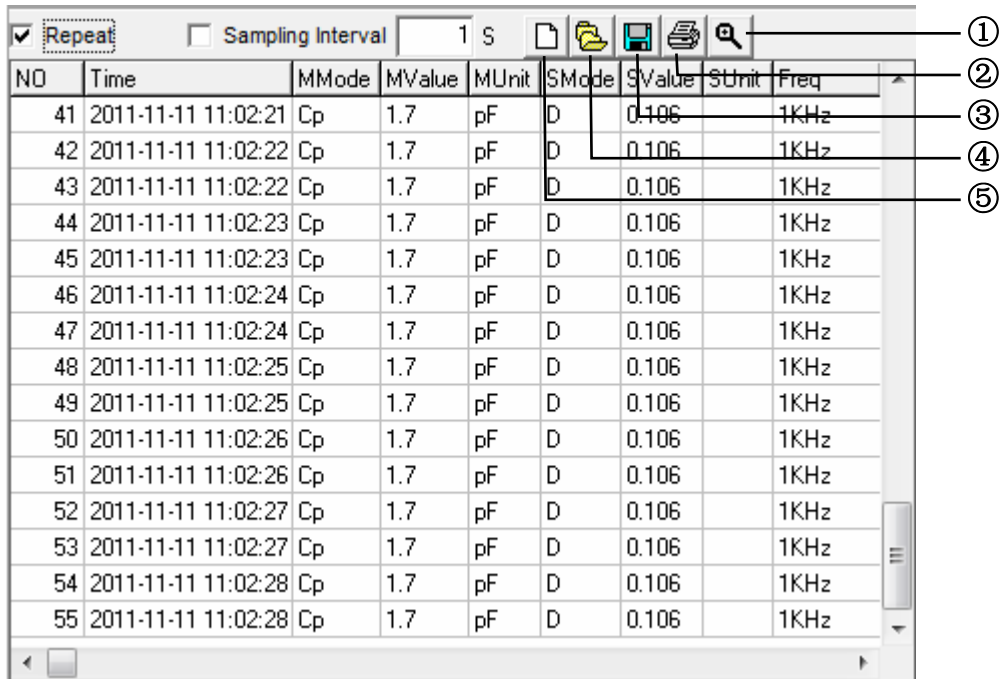 Repeat Sampling Interval 1 S ①
②
NO Time MMode MValue MUnit SMode SValue SUnit Freq
41 2011-11-11 11:02:21 Cp 1.7 pF D 0.106 1KHz ③
42 2011-11-11 11:02:22 Cp 1.7 pF D 0.106 1KHz ④
43 2011-11-11 11:02:22 Cp 1.7 pF D 0.106 1KHz ⑤
44 2011-11-11 11:02:23 Cp 1.7 pF D 0.106 1KHz
45 2011-11-11 11:02:23 Cp 1.7 pF D 0.106 1KHz
46 2011-11-11 11:02:24 Cp 1.7 pF D 0.106 1KHz
47 2011-11-11 11:02:24 Cp 1.7 pF D 0.106 1KHz
48 2011-11-11 11:02:25 Cp 1.7 pF D 0.106 1KHz
49 2011-11-11 11:02:25 Cp 1.7 pF D 0.106 1KHz
50 2011-11-11 11:02:26 Cp 1.7 pF D 0.106 1KHz
51 2011-11-11 11:02:26 Cp 1.7 pF D 0.106 1KHz
52 2011-11-11 11:02:27 Cp 1.7 pF D 0.106 1KHz
53 2011-11-11 11:02:27 Cp 1.7 pF D 0.106 1KHz
54 2011-11-11 11:02:28 Cp 1.7 pF D 0.106 1KHz
55 2011-11-11 11:02:28 Cp 1.7 pF D 0.106 1KHz